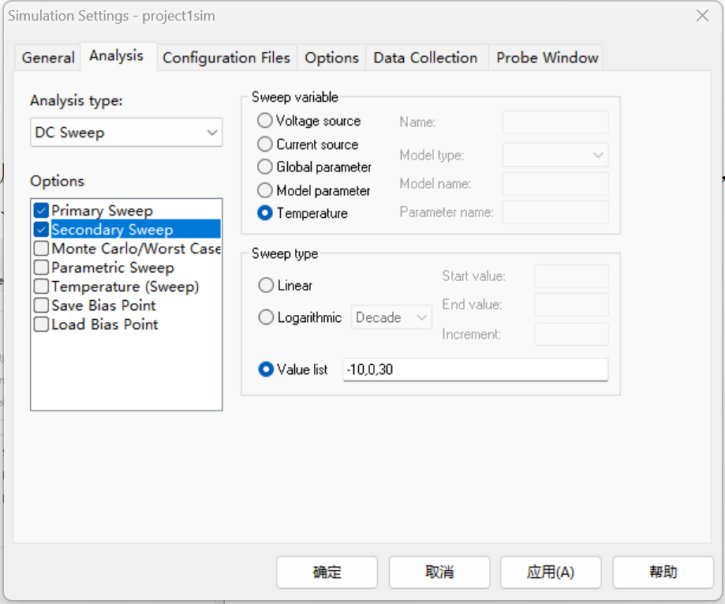 Simulation Settings - project1sim
General
Analysis
Configuration Files
Options
Data Collection
Probe Window
Analysis type:
DC Sweep
Options
Primary Sweep
Secondary Sweep
Monte Carlo/Worst Case
Parametric Sweep
Temperature (Sweep)
Save Bias Point
Load Bias Point
Sweep variable
Voltage source
Current source
Global parameter
Model parameter
Temperature
Name:
Model type:
Model name:
Parameter name:
Sweep type
Linear
Logarithmic
Decade
Start value:
End value:
Increment:
Value list
-10,0,30
确定
取消
应用(A)
帮助